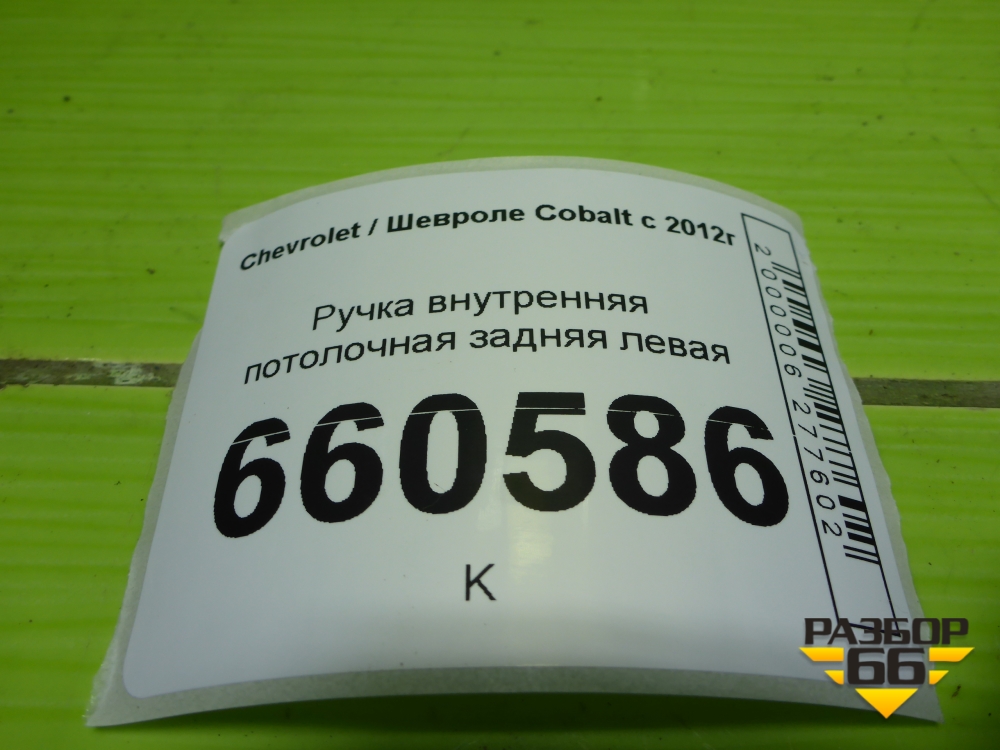 Chevrolet / Шевроле Cobalt с 2012г
Ручка внутренняя
потолочная задняя левая
660586
К
2000006277602
РАЗБОР
66